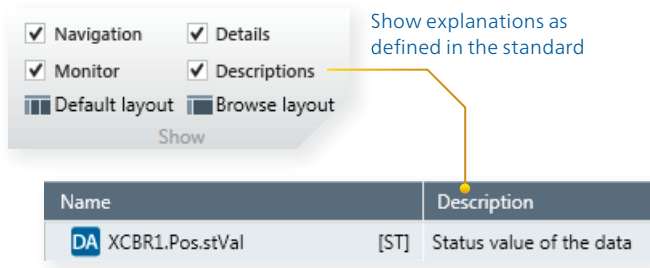 Navigation
Details
Monitor
Descriptions
Default layout
Browse layout
Show
Show explanations as
defined in the standard
Name
Description
DA XCBR1.Pos.stVal [ST] Status value of the data